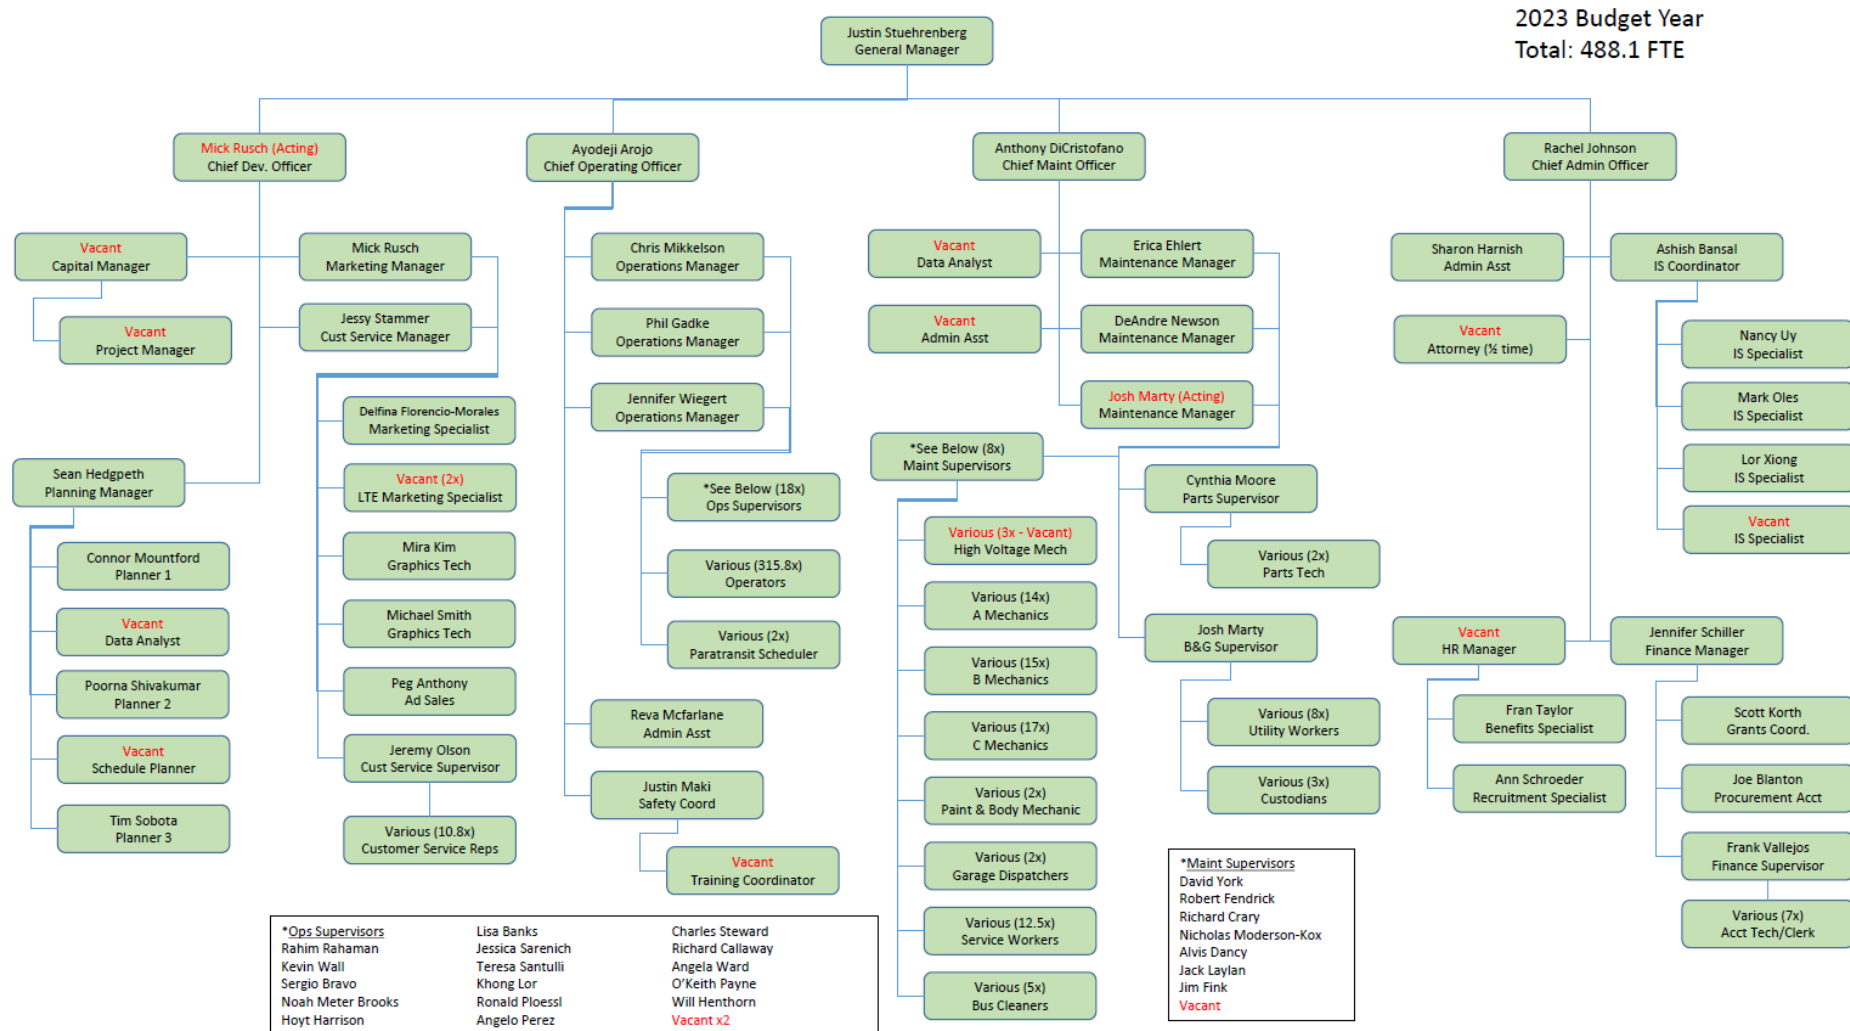 2023 Budget Year
Total: 488.1 FTE
Justin Stuehrenberg
General Manager
Mick Rusch (Acting)
Chief Dev. Officer
Ayodeji Arojo
Chief Operating Officer
Anthony DiCristofano
Chief Maint Officer
Rachel Johnson
Chief Admin Officer
Vacant
Capital Manager
Vacant
Project Manager
Mick Rusch
Marketing Manager
Jessy Stammer
Cust Service Manager
Delfina Florencio-Morales
Marketing Specialist
Vacant (2x)
LTE Marketing Specialist
Mira Kim
Graphics Tech
Michael Smith
Graphics Tech
Peg Anthony
Ad Sales
Jeremy Olson
Cust Service Supervisor
Various (10.8x)
Customer Service Reps
Sean Hedgpeth
Planning Manager
Connor Mountford
Planner 1
Vacant
Data Analyst
Poorna Shivakumar
Planner 2
Vacant
Schedule Planner
Tim Sobota
Planner 3
Chris Mikkelson
Operations Manager
Phil Gadke
Operations Manager
Jennifer Wiegert
Operations Manager
*See Below (18x)
Ops Supervisors
Various (315.8x)
Operators
Various (2x)
Paratransit Scheduler
Reva Mcfarlane
Admin Asst
Justin Maki
Safety Coord
Vacant
Training Coordinator
Vacant
Data Analyst
Vacant
Admin Asst
Erica Ehlert
Maintenance Manager
DeAndre Newson
Maintenance Manager
Josh Marty (Acting)
Maintenance Manager
*See Below (8x)
Maint Supervisors
Various (3x - Vacant)
High Voltage Mech
Various (14x)
A Mechanics
Various (15x)
B Mechanics
Various (17x)
C Mechanics
Various (2x)
Paint & Body Mechanic
Various (2x)
Garage Dispatchers
Various (12.5x)
Service Workers
Various (5x)
Bus Cleaners
Cynthia Moore
Parts Supervisor
Various (2x)
Parts Tech
Josh Marty
B&G Supervisor
Various (8x)
Utility Workers
Various (3x)
Custodians
Sharon Harnish
Admin Asst
Vacant
Attorney (½ time)
Ashish Bansal
IS Coordinator
Nancy Uy
IS Specialist
Mark Oles
IS Specialist
Lor Xiong
IS Specialist
Vacant
IS Specialist
Vacant
HR Manager
Fran Taylor
Benefits Specialist
Ann Schroeder
Recruitment Specialist
Jennifer Schiller
Finance Manager
Scott Korth
Grants Coord.
Joe Blanton
Procurement Acct
Frank Vallejos
Finance Supervisor
Various (7x)
Acct Tech/Clerk
*Ops Supervisors
Rahim Rahaman
Kevin Wall
Sergio Bravo
Noah Meter Brooks
Hoyt Harrison
Lisa Banks
Jessica Sarenich
Teresa Santulli
Khong Lor
Ronald Ploessl
Angelo Perez
Charles Steward
Richard Callaway
Angela Ward
O'Keith Payne
Will Henthorn
Vacant x2
*Maint Supervisors
David York
Robert Fendrick
Richard Crary
Nicholas Moderson-Kox
Alvis Dancy
Jack Laylan
Jim Fink
Vacant